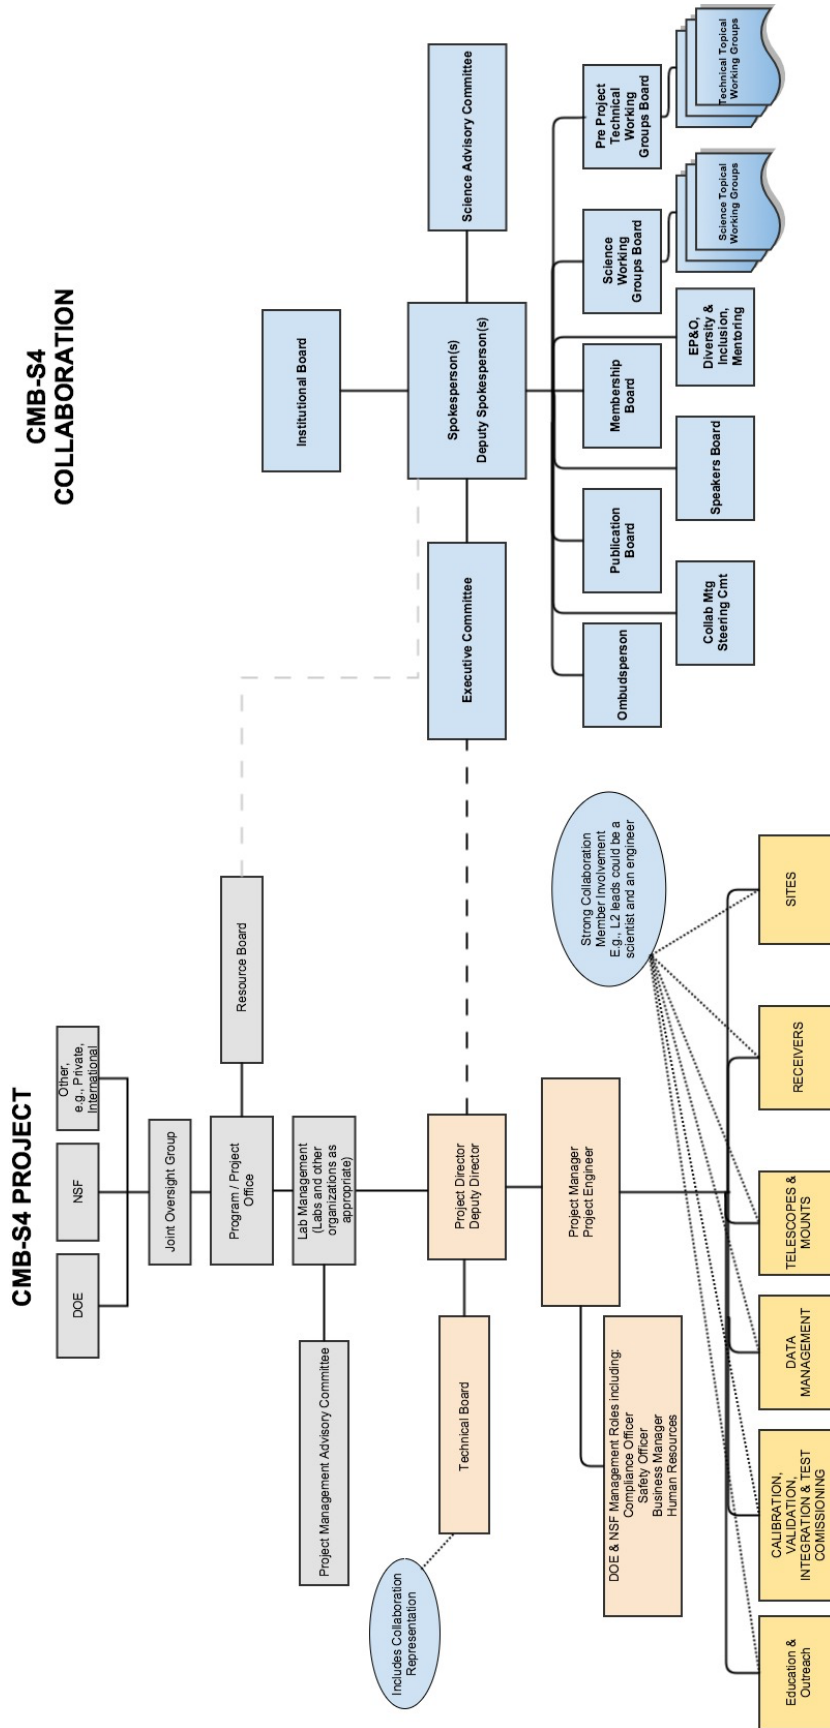 CMB-S4 PROJECT
DOE
NSF
Other,
e.g., Private,
International
Joint Oversight Group
Program / Project
Office
Resource Board
Lab Management
(Labs and other
organizations as
appropriate)
Project Management Advisory Committee
Project Director
Deputy Director
Technical Board
Includes Collaboration
Representation
Project Manager
Project Engineer
DOE & NSF Management Roles including:
Compliance Officer
Safety Officer
Business Manager
Human Resources
Strong Collaboration
Member Involvement
E.g., L2 leads could be a
scientist and an engineer
Education &
Outreach
CALIBRATION,
VALIDATION,
INTEGRATION & TEST
COMISSIONING
DATA
MANAGEMENT
TELESCOPES &
MOUNTS
RECEIVERS
SITES
CMB-S4
COLLABORATION
Institutional Board
Executive Committee
Spokesperson(s)
Deputy Spokesperson(s)
Science Advisory Committee
Ombudsperson
Publication
Board
Membership
Board
Science
Working
Groups Board
Pre Project
Technical
Working
Groups Board
Collab Mtg
Steering Cmt
Speakers Board
EP&O,
Diversity &
Inclusion,
Mentoring
Science Topical
Working Groups
Technical Topical
Working Groups